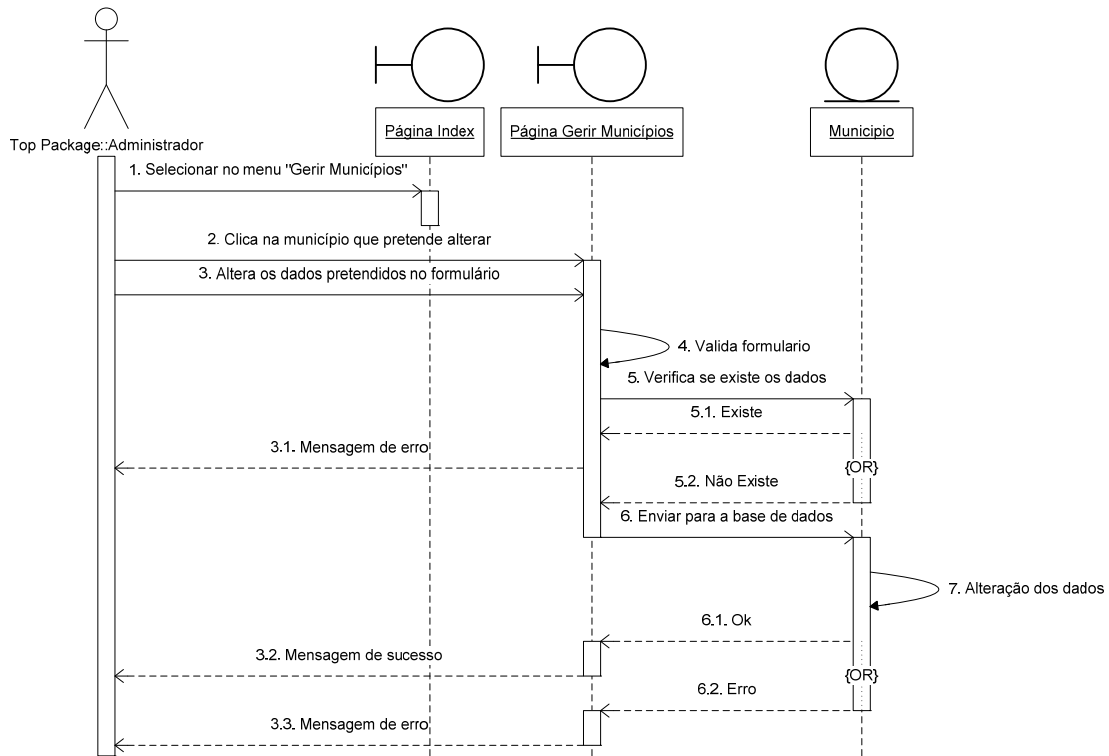 Página Index
Página Gerir Municípios
Municipio
Top Package::Administrador
1. Selecionar no menu "Gerir Municípios"
2. Clica na município que pretende alterar
3. Altera os dados pretendidos no formulário
4. Valida formulario
5. Verifica se existe os dados
5.1. Existe
3.1. Mensagem de erro
{OR}
5.2. Não Existe
6. Enviar para a base de dados
7. Alteração dos dados
6.1. Ok
3.2. Mensagem de sucesso
{OR}
6.2. Erro
3.3. Mensagem de erro